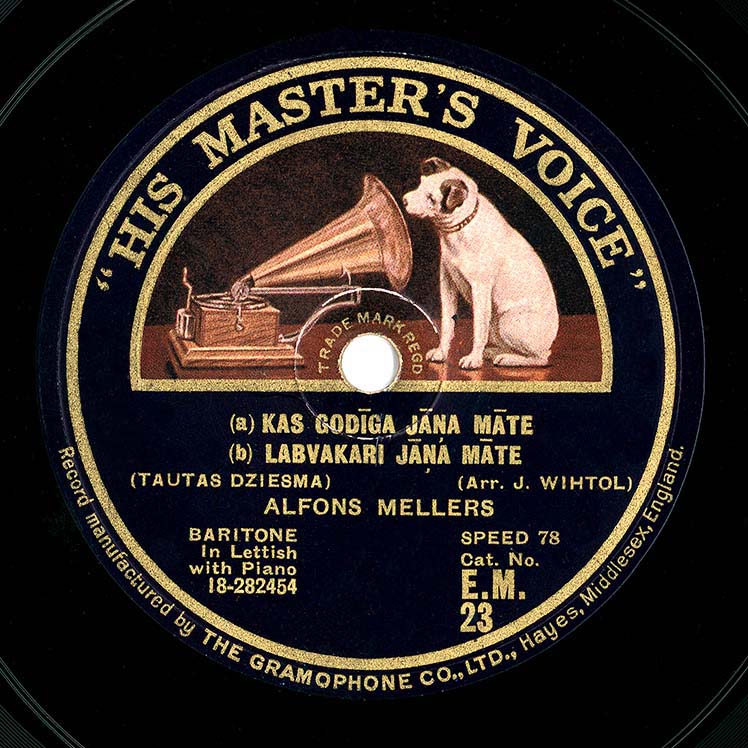 "HIS MASTER'S VOICE"
TRADE MARK REGD
(a) KAS GODĪGA JĀŅA MĀTE
(b) LABVAKARI JĀŅA MĀTE
(TAUTAS DZIESMA) (Arr. J. WIHTOL)
ALFONS MELLERS
BARITONE
In Lettish
with Piano
18-282454
SPEED 78
Cat. No.
E.M.
23
Record manufactured by THE GRAMOPHONE CO., LTD., Hayes, Middlesex, England.